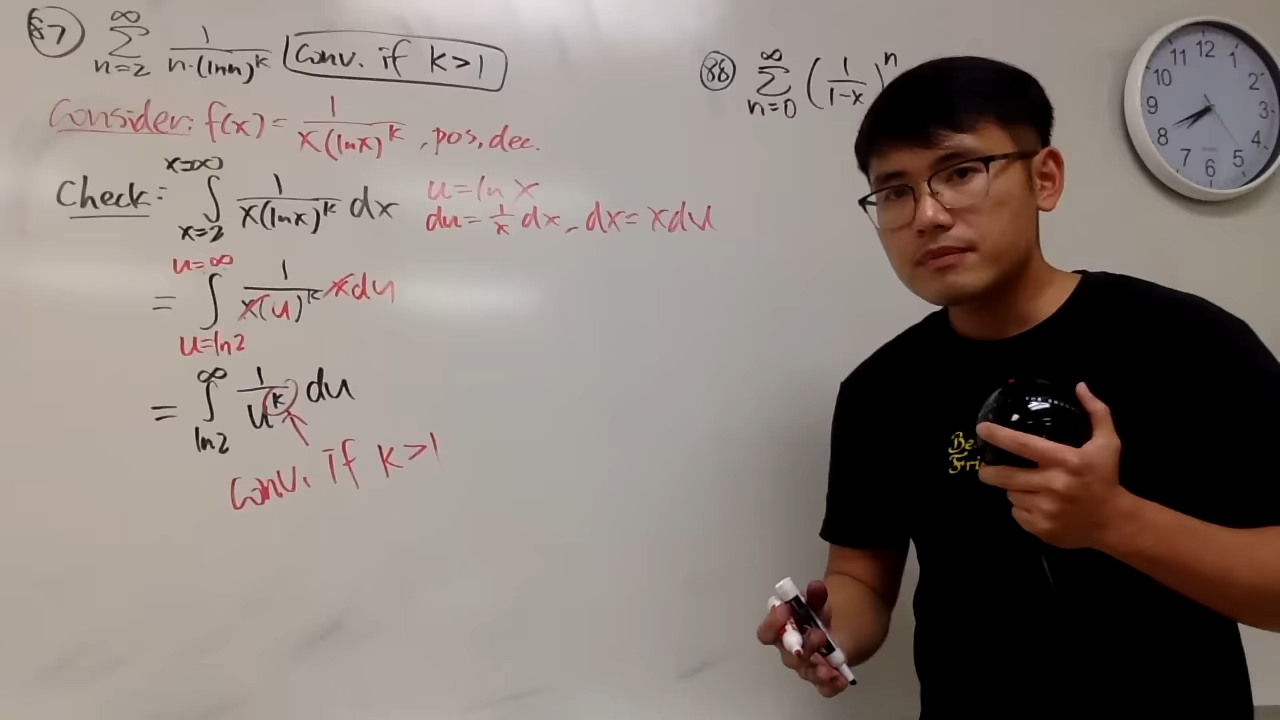 87 ∞∑n=2 1/(n·(ln n)^k) Conv. if k>1
Consider: f(x) = 1/(x(ln x)^k), pos, dec.
Check: x=∞ ∫ x=2 1/(x(ln x)^k) dx
u = ln x
du = 1/x dx, dx = x du
= u=∞ ∫ u=ln2 1/(x(u)^k) x du
= ∞ ∫ ln2 1/u^k du
Conv. if k>1
88 ∞∑n=0 (1/(1-x))^n
12 1 2 3 4 5 6 7 8 9 10 11